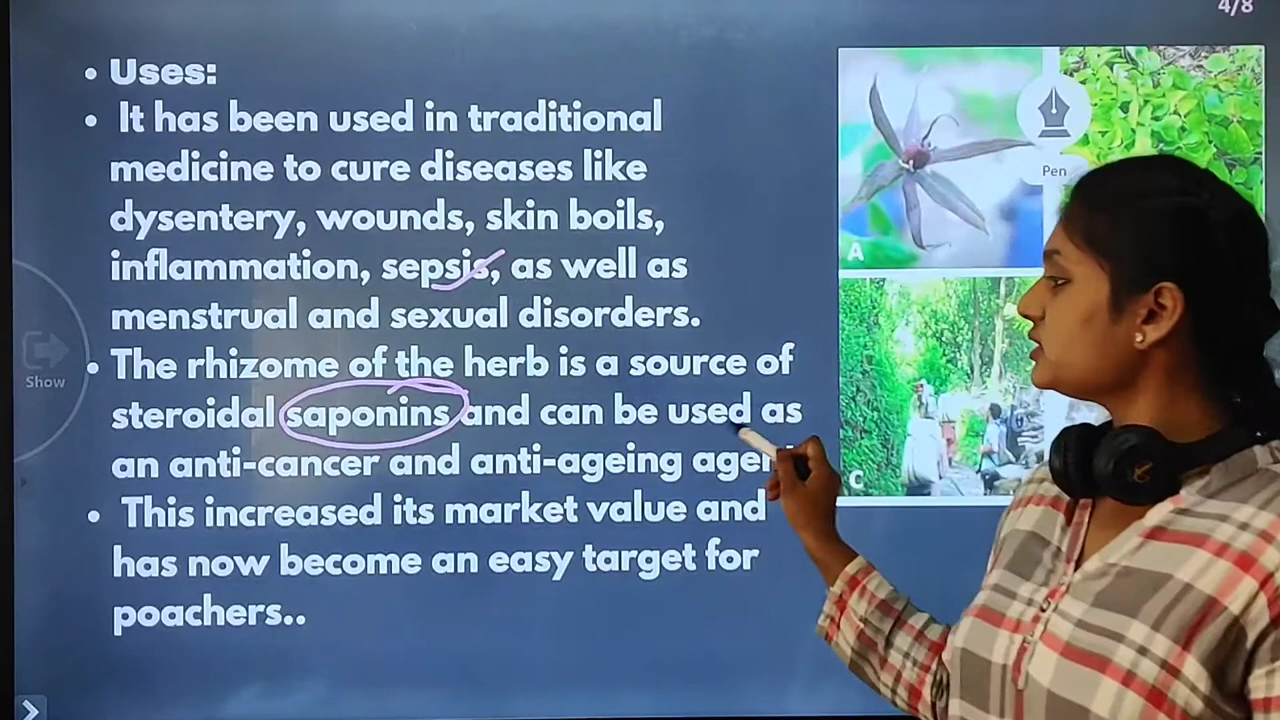 4/8
• Uses:
• It has been used in traditional
medicine to cure diseases like
dysentery, wounds, skin boils,
inflammation, sepsis, as well as
menstrual and sexual disorders.
• The rhizome of the herb is a source of
steroidal saponins and can be used as
an anti-cancer and anti-ageing
• This increased its market value and
has now become an easy target for
poachers..
Pen
A
C
Show